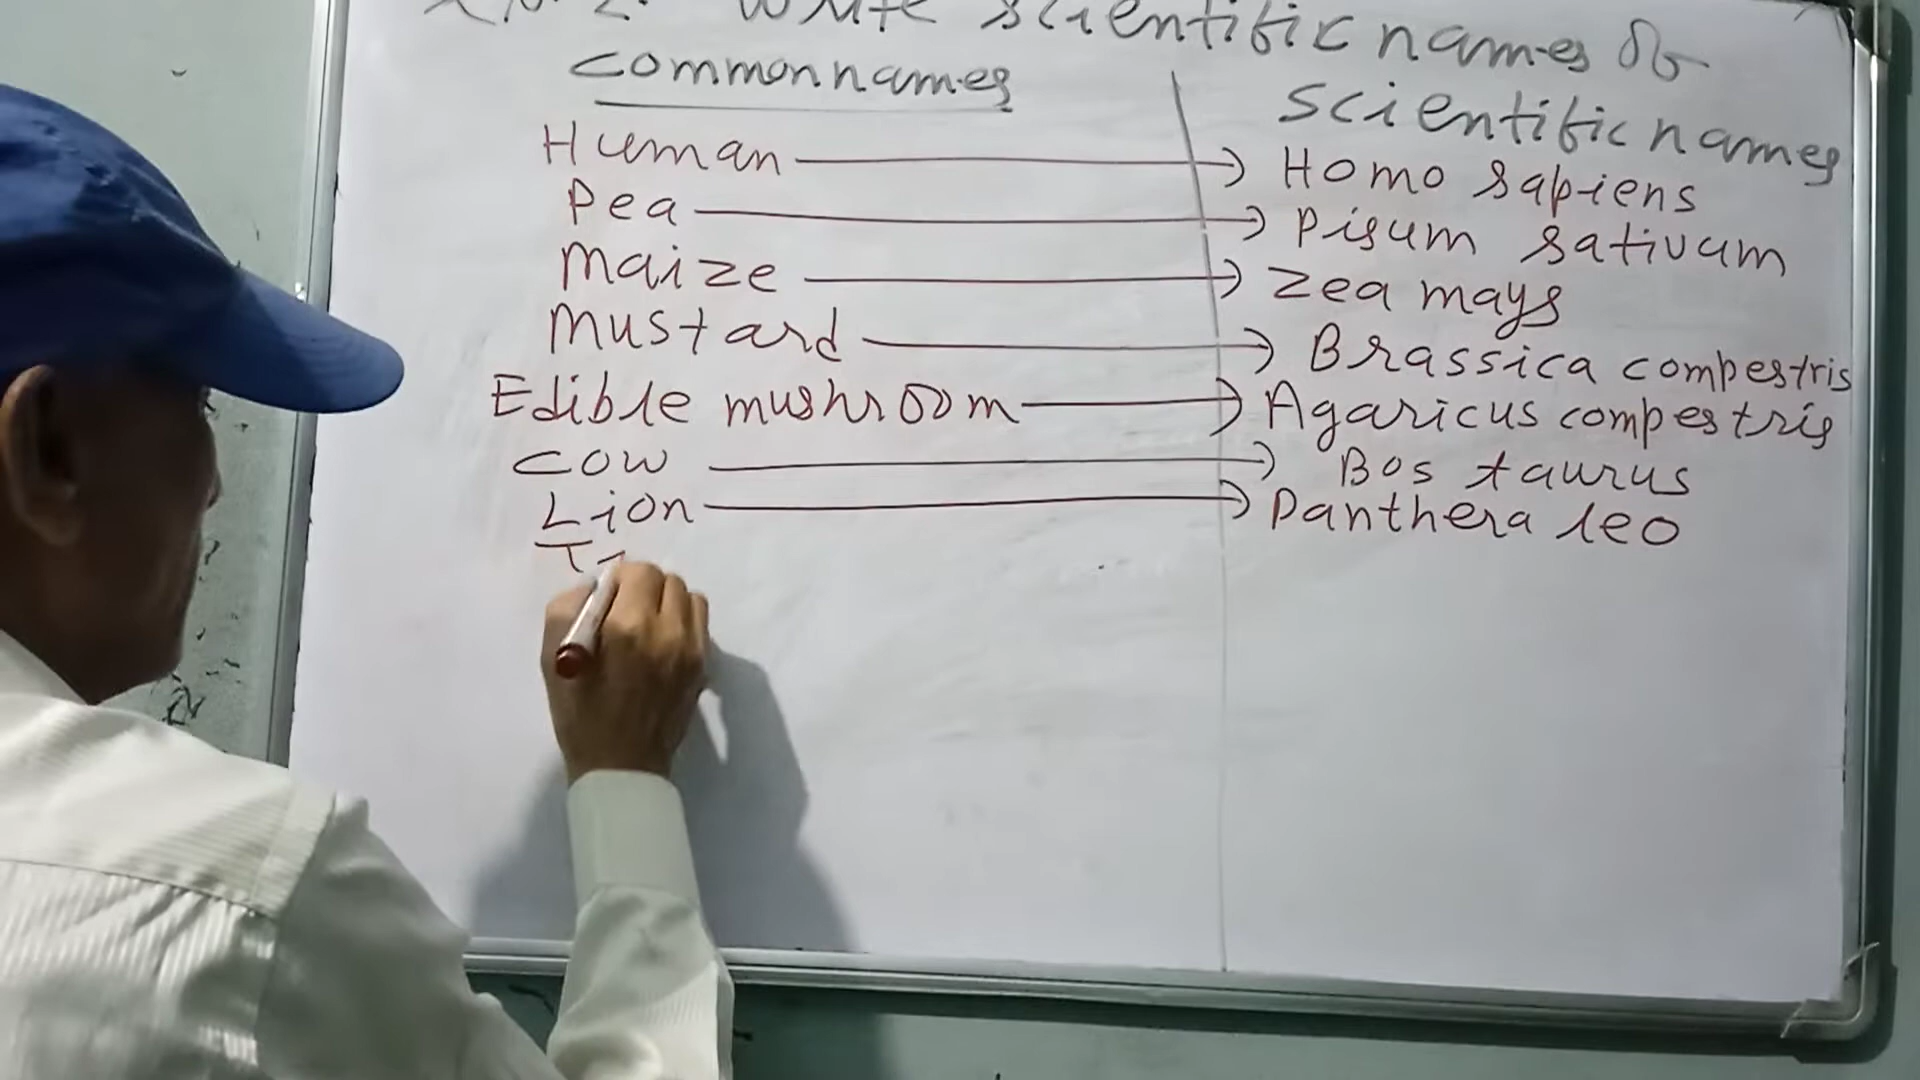 Write scientific names of
common names
scientific names
Human → Homo sapiens
Pea → Pisum sativum
Maize → Zea mays
Mustard → Brassica compestris
Edible mushroom → Agaricus compestris
cow → Bos taurus
Lion → Panthera leo